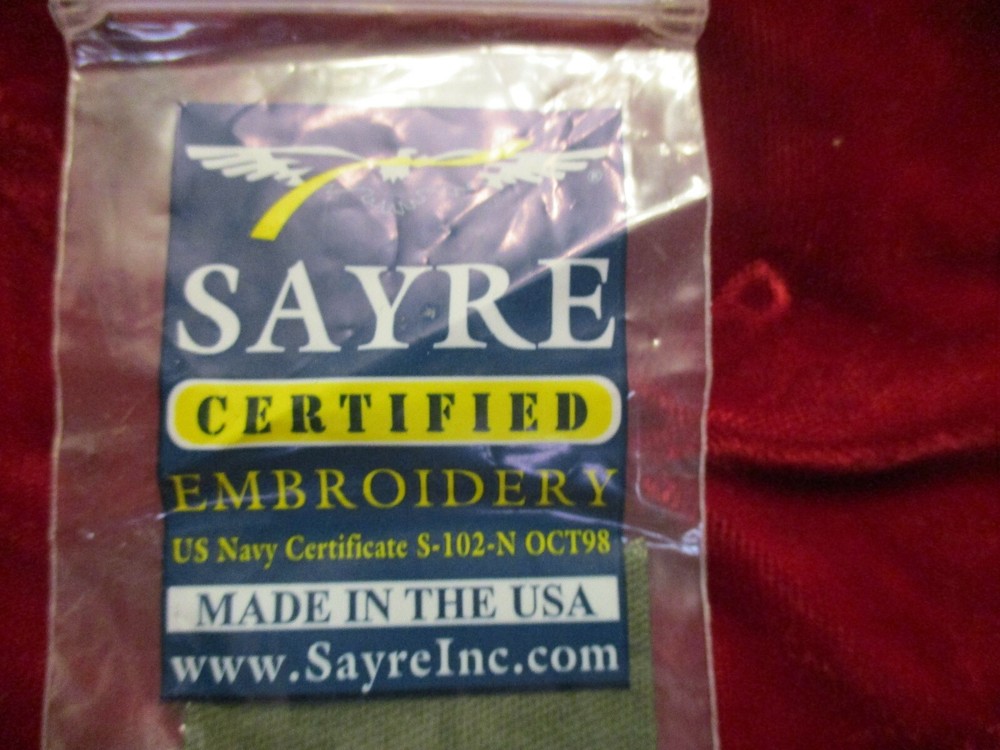 ®
SAYRE
CERTIFIED
EMBROIDERY
US Navy Certificate S-102-N OCT98
MADE IN THE USA
www.SayreInc.com